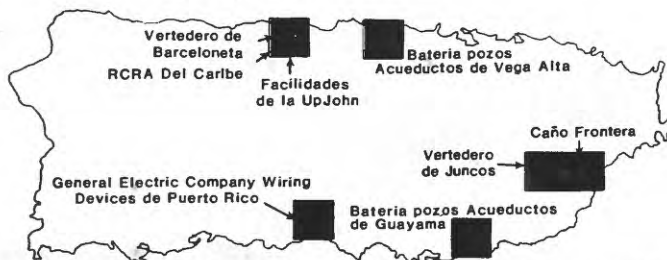 Vertedero de
Barceloneta
RCRA Del Caribe
Facilidades
de la UpJohn
Bateria pozos
Acueductos de Vega Alta
Caño Frontera
Vertedero
de Juncos
General Electric Company Wiring
Devices de Puerto Rico
Bateria pozos Acueductos
de Guayama